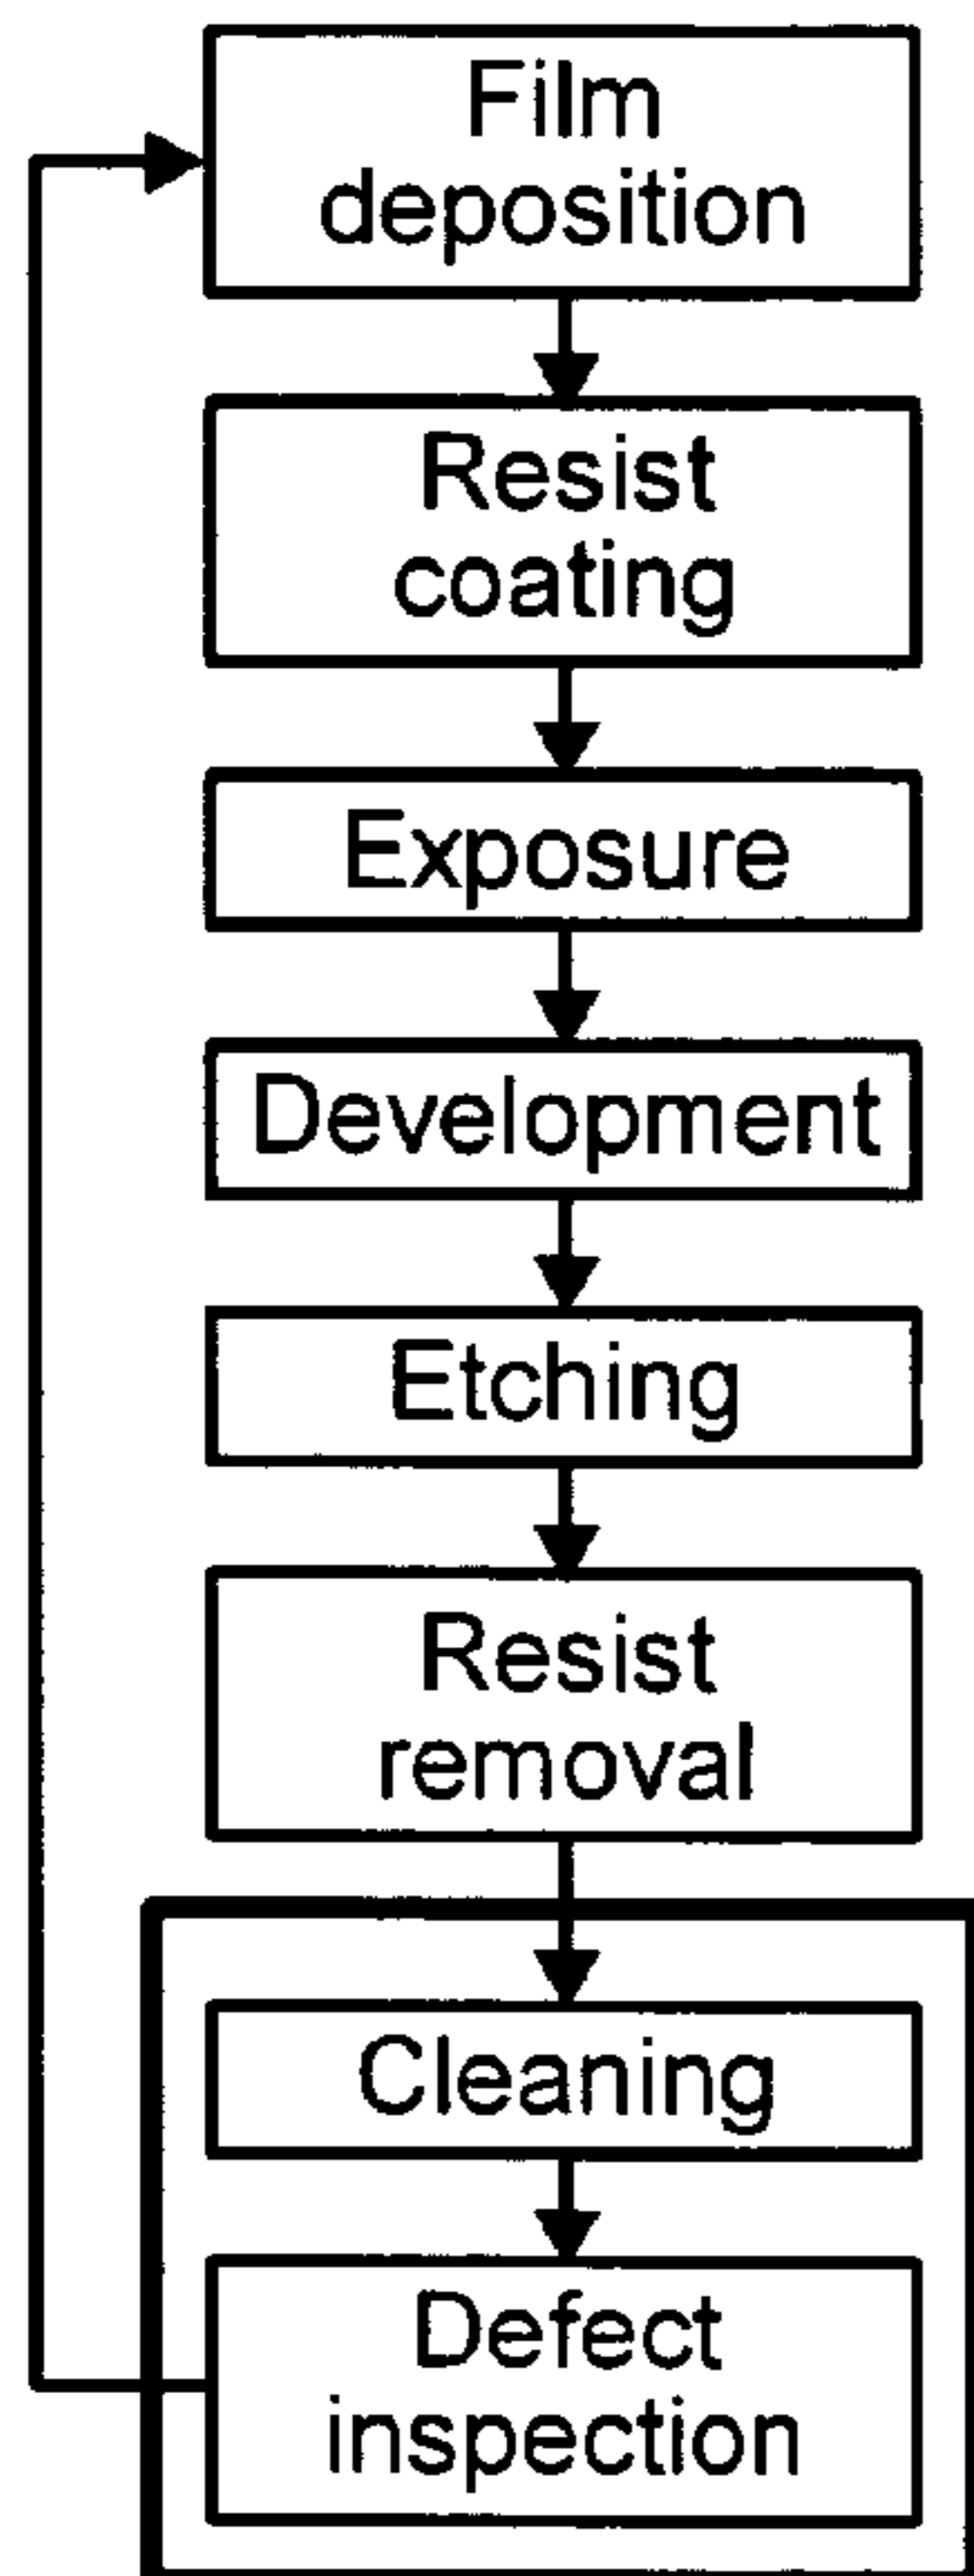 Film
deposition
Resist
coating
Exposure
Development
Etching
Resist
removal
Cleaning
Defect
inspection